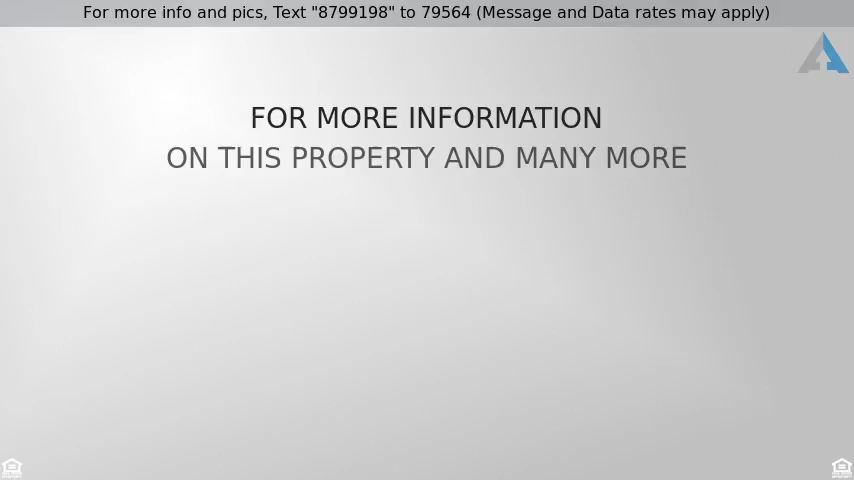 For more info and pics, Text "8799198" to 79564 (Message and Data rates may apply)
FOR MORE INFORMATION
ON THIS PROPERTY AND MANY MORE